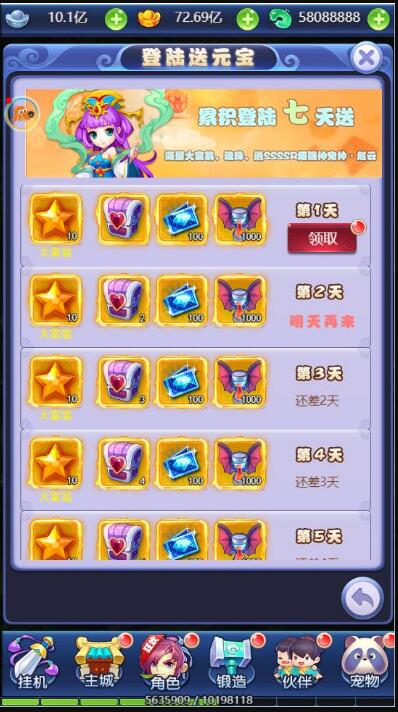 10.1亿 72.69亿 58088888
登陆送元宝
累积登陆七天送
第1天
10 100 1000
领取
大富翁
第2天
10 2 100 1000
明天再来
大富翁
第3天
10 3 100 1000
还差2天
大富翁
第4天
10 4 100 1000
还差3天
大富翁
第5天
挂机 主城 角色 锻造 伙伴 宠物
5635909 / 10198118